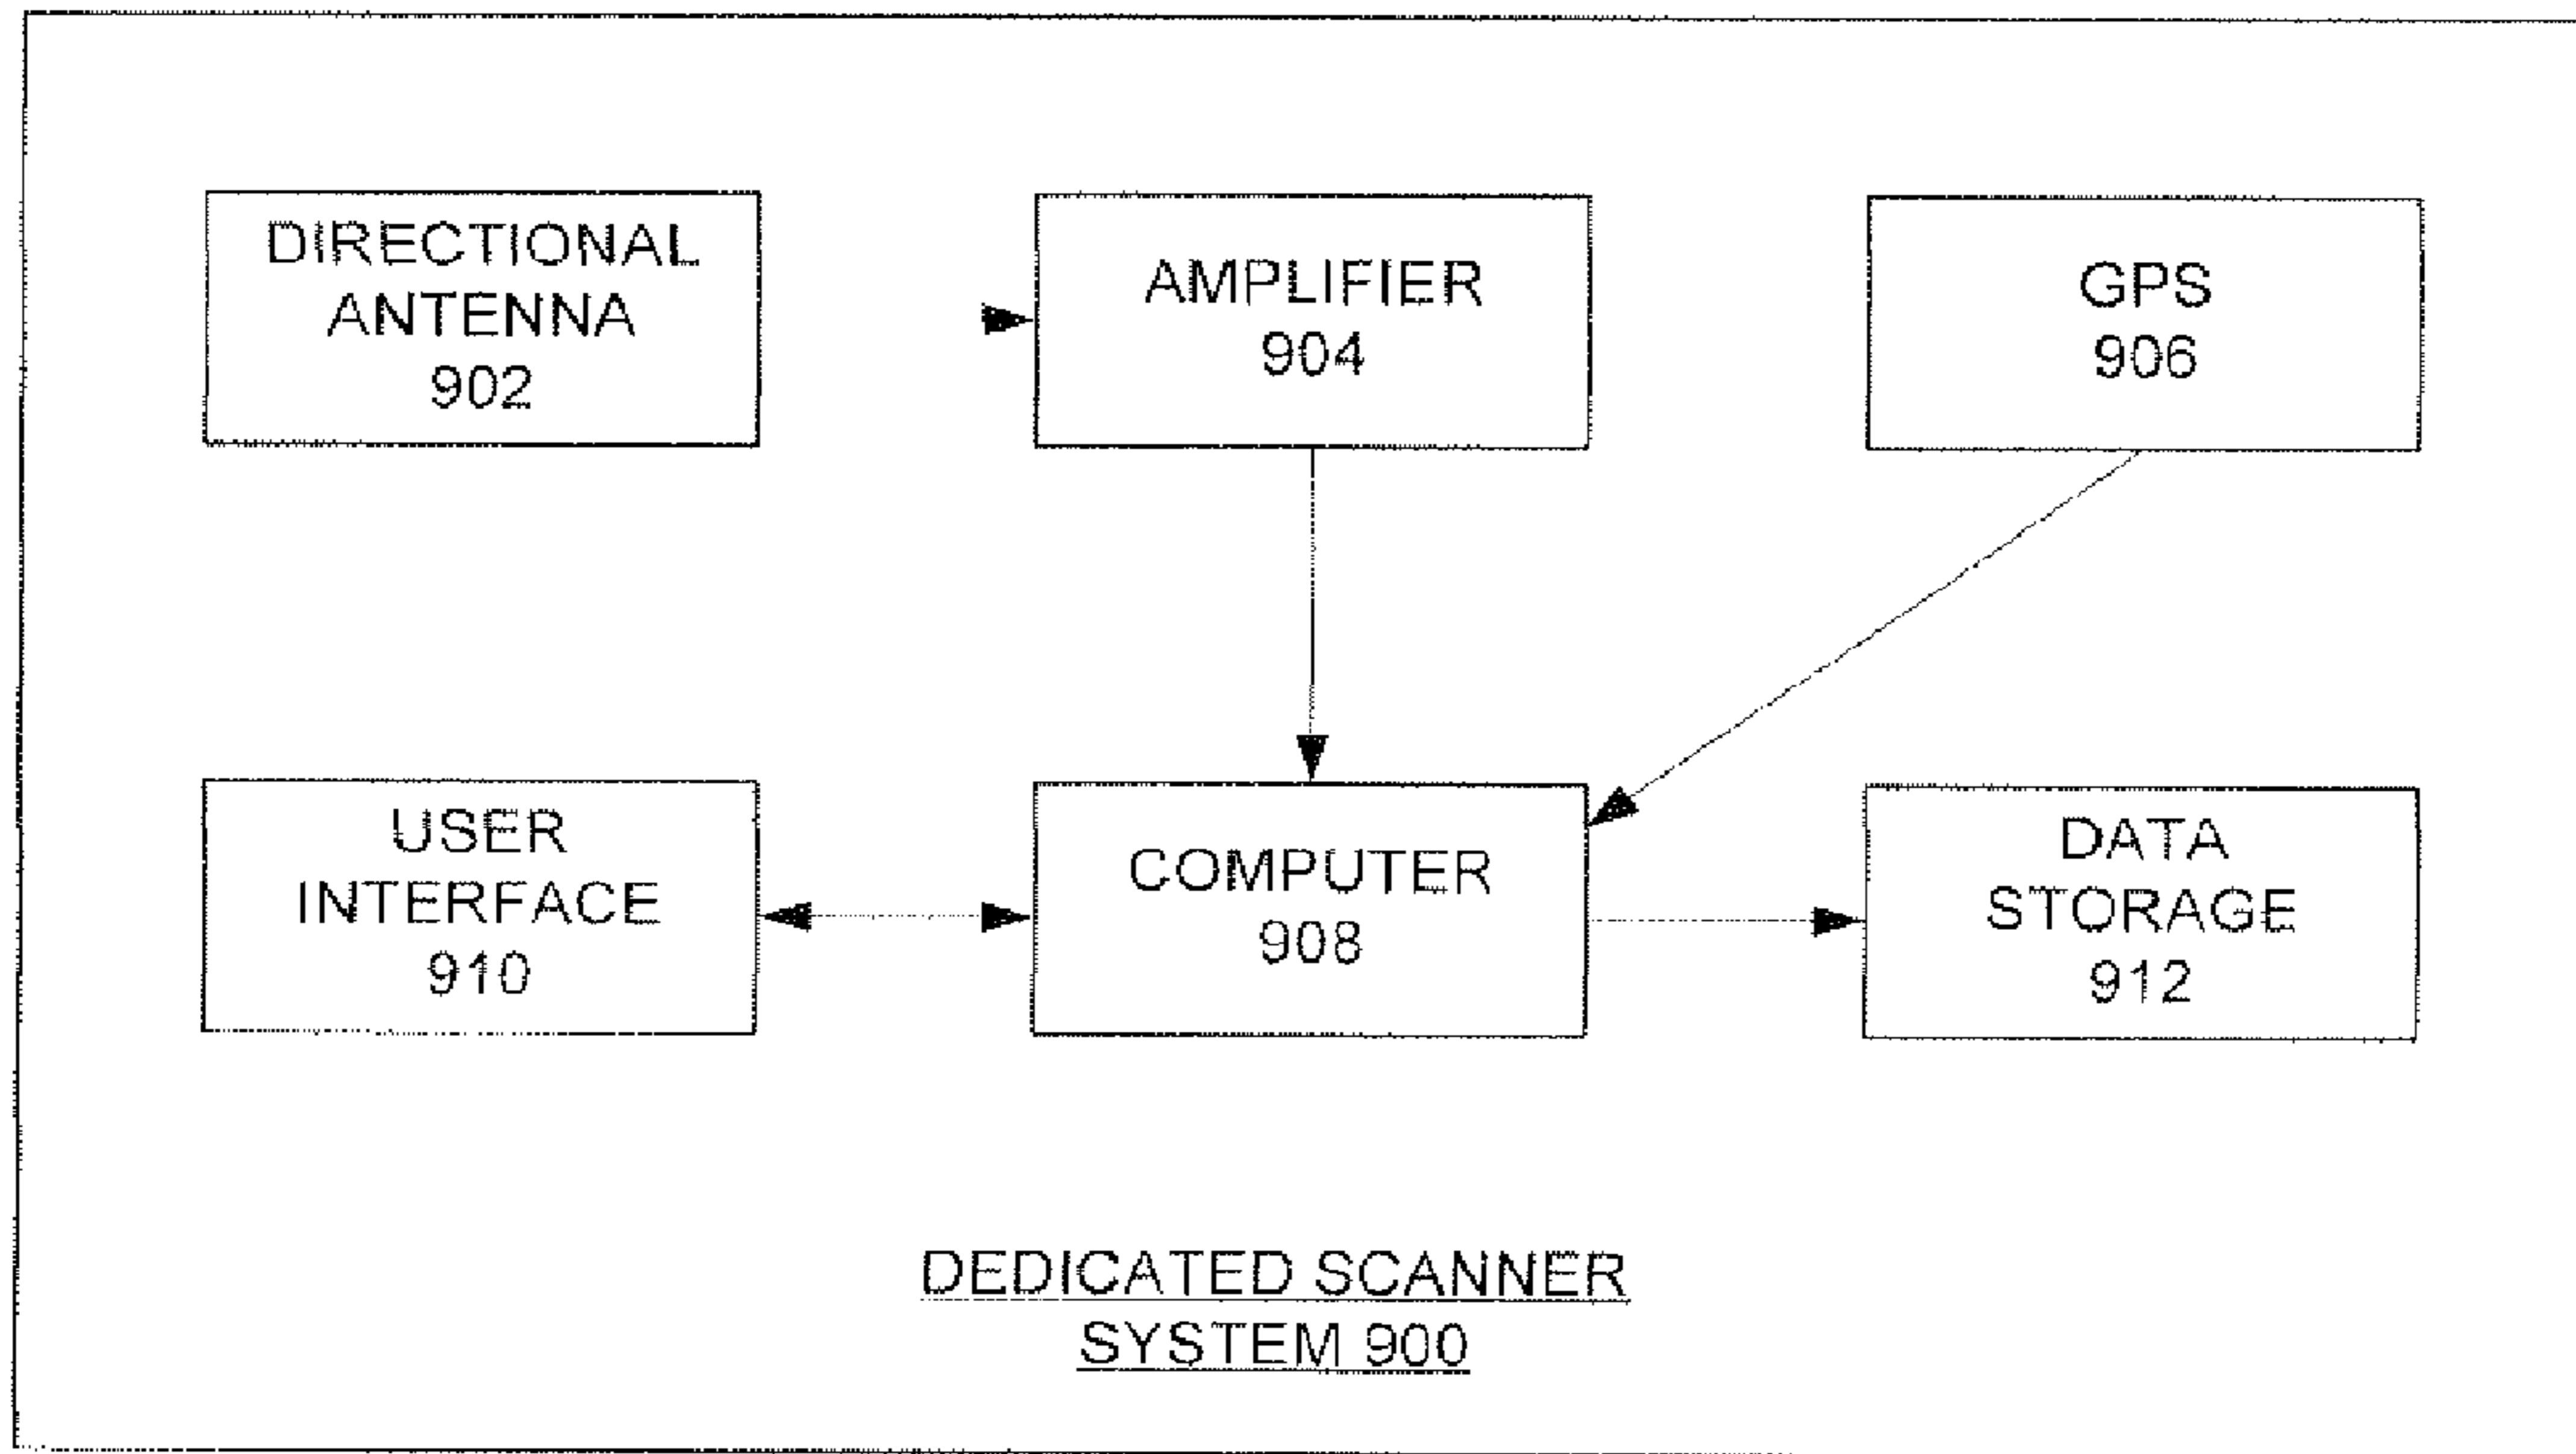 DIRECTIONAL
ANTENNA
902
AMPLIFIER
904
GPS
906
USER
INTERFACE
910
COMPUTER
908
DATA
STORAGE
912
DEDICATED SCANNER
SYSTEM 900